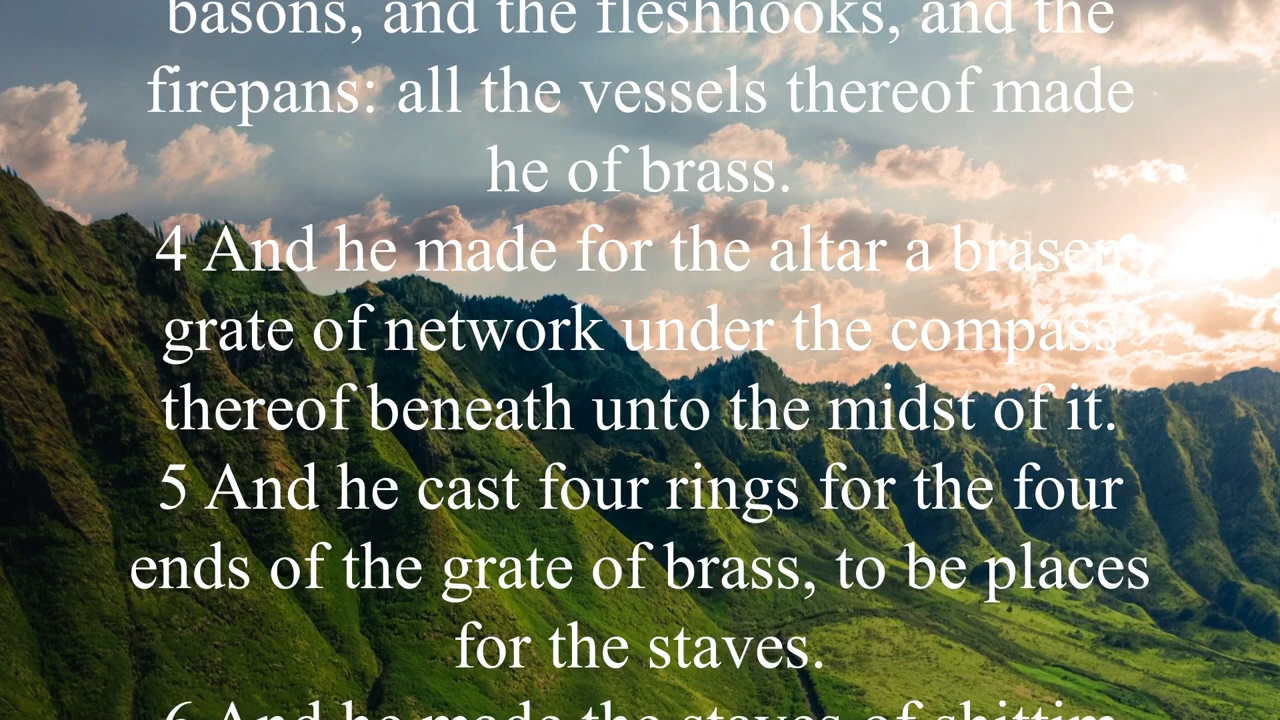 basons, and the fleshhooks, and the
firepans: all the vessels thereof made
he of brass.
4 And he made for the altar a brasen
grate of network under the compass
thereof beneath unto the midst of it.
5 And he cast four rings for the four
ends of the grate of brass, to be places
for the staves.
6 And he made the staves of shittim